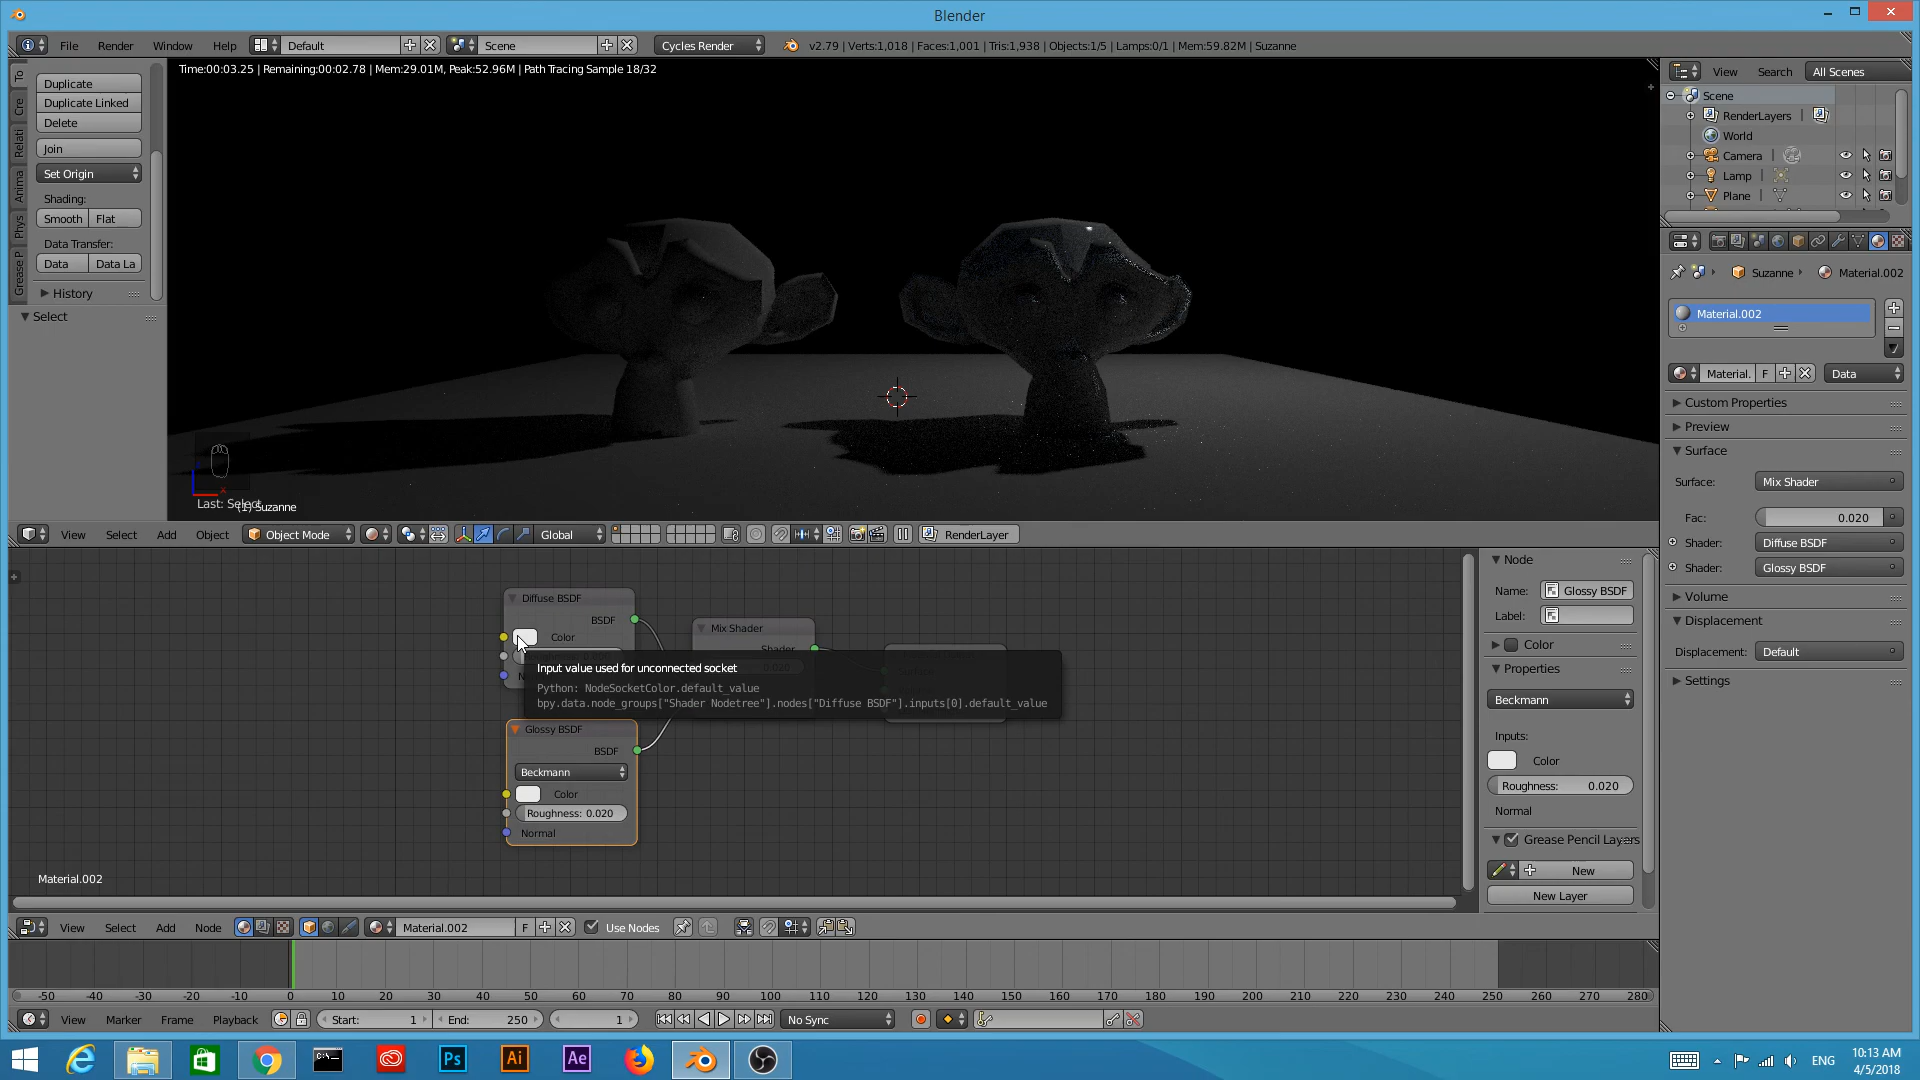 Blender
File Render Window Help Default Scene Cycles Render v2.79 | Verts:1,018 | Faces:1,001 | Tris:1,938 | Objects:1/5 | Lamps:0/1 | Mem:59.82M | Suzanne
Time:00:03.25 | Remaining:00:02.78 | Mem:29.01M, Peak:52.96M | Path Tracing Sample 18/32
To
Cre
Relati
Anima
Phys
Grease P
Duplicate
Duplicate Linked
Delete
Join
Set Origin
Shading:
Smooth Flat
Data Transfer:
Data Data La
History
Select
Last: Select
(1) Suzanne
View Select Add Object Object Mode Global RenderLayer
View Search All Scenes
Scene
RenderLayers
World
Camera
Lamp
Plane
Suzanne Material.002
Material.002
Material. F Data
Custom Properties
Preview
Surface
Surface: Mix Shader
Fac: 0.020
Shader: Diffuse BSDF
Shader: Glossy BSDF
Volume
Displacement
Displacement: Default
Settings
Diffuse BSDF
BSDF
Color
Mix Shader
Shader
0.020
Input value used for unconnected socket
Python: NodeSocketColor.default_value
bpy.data.node_groups["Shader Nodetree"].nodes["Diffuse BSDF"].inputs[0].default_value
Glossy BSDF
BSDF
Beckmann
Color
Roughness: 0.020
Normal
Material.002
Node
Name: Glossy BSDF
Label:
Color
Properties
Beckmann
Inputs:
Color
Roughness: 0.020
Normal
Grease Pencil Layers
New
New Layer
View Select Add Node Material.002 F Use Nodes
-50 -40 -30 -20 -10 0 10 20 30 40 50 60 70 80 90 100 110 120 130 140 150 160 170 180 190 200 210 220 230 240 250 260 270 280
View Marker Frame Playback Start: 1 End: 250 1 No Sync
Ps Ai Ae
ENG
10:13 AM
4/5/2018